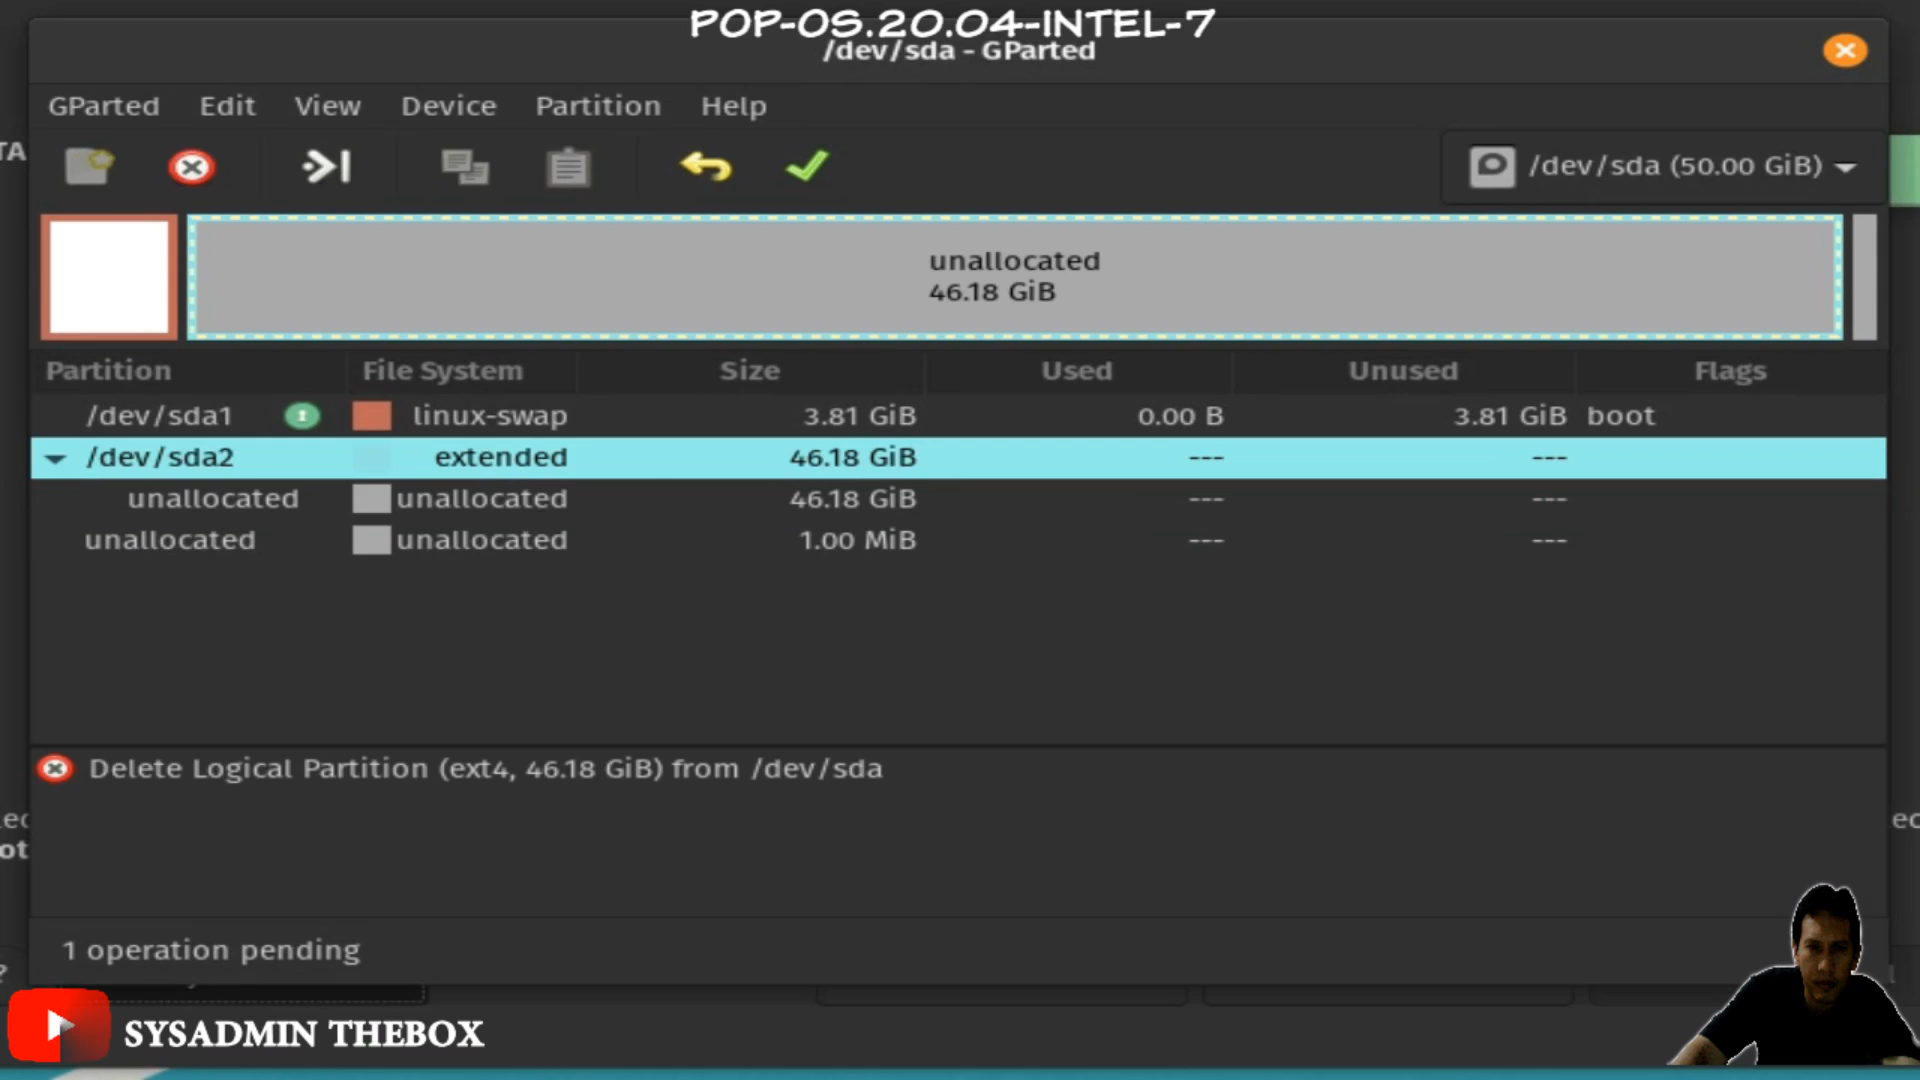 POP-OS.20.04-INTEL-7
/dev/sda - GParted
GParted Edit View Device Partition Help
TA
/dev/sda (50.00 GiB)
unallocated
46.18 GiB
Partition File System Size Used Unused Flags
/dev/sda1 linux-swap 3.81 GiB 0.00 B 3.81 GiB boot
/dev/sda2 extended 46.18 GiB --- ---
unallocated unallocated 46.18 GiB --- ---
unallocated unallocated 1.00 MiB --- ---
Delete Logical Partition (ext4, 46.18 GiB) from /dev/sda
ot
1 operation pending
SYSADMIN THEBOX